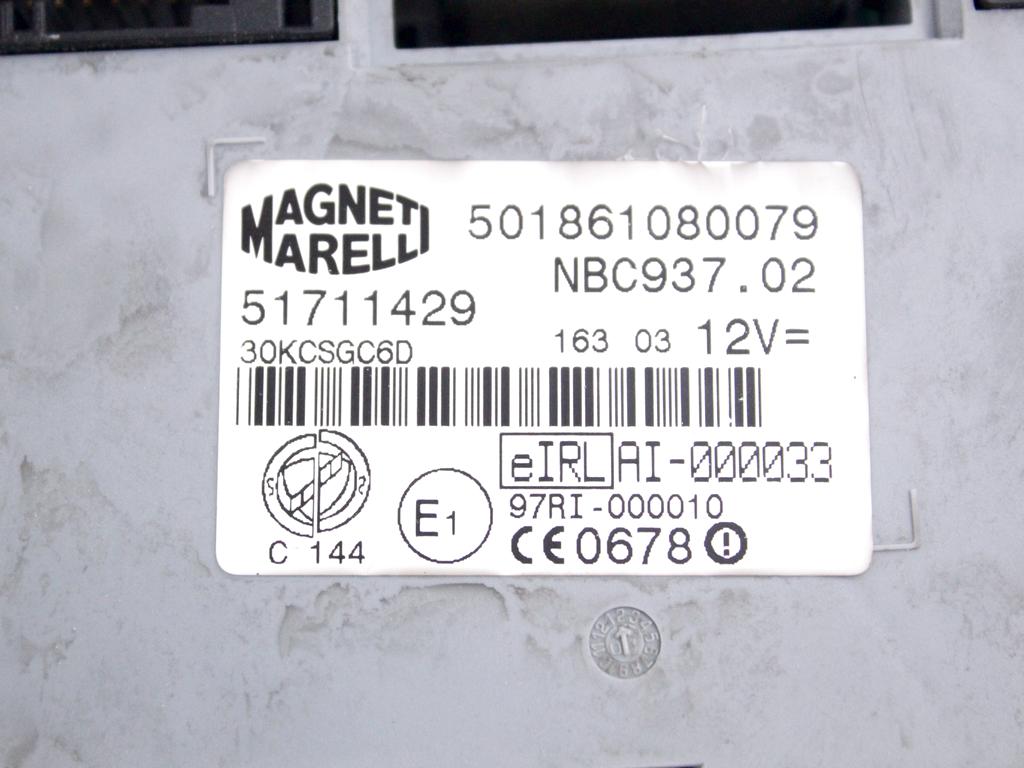 MAGNETI MARELLI
501861080079
NBC937.02
51711429
30KCSGC6D
163 03 12V=
eIRL AI-000033
97RI-000010
C 144
E1
CE0678